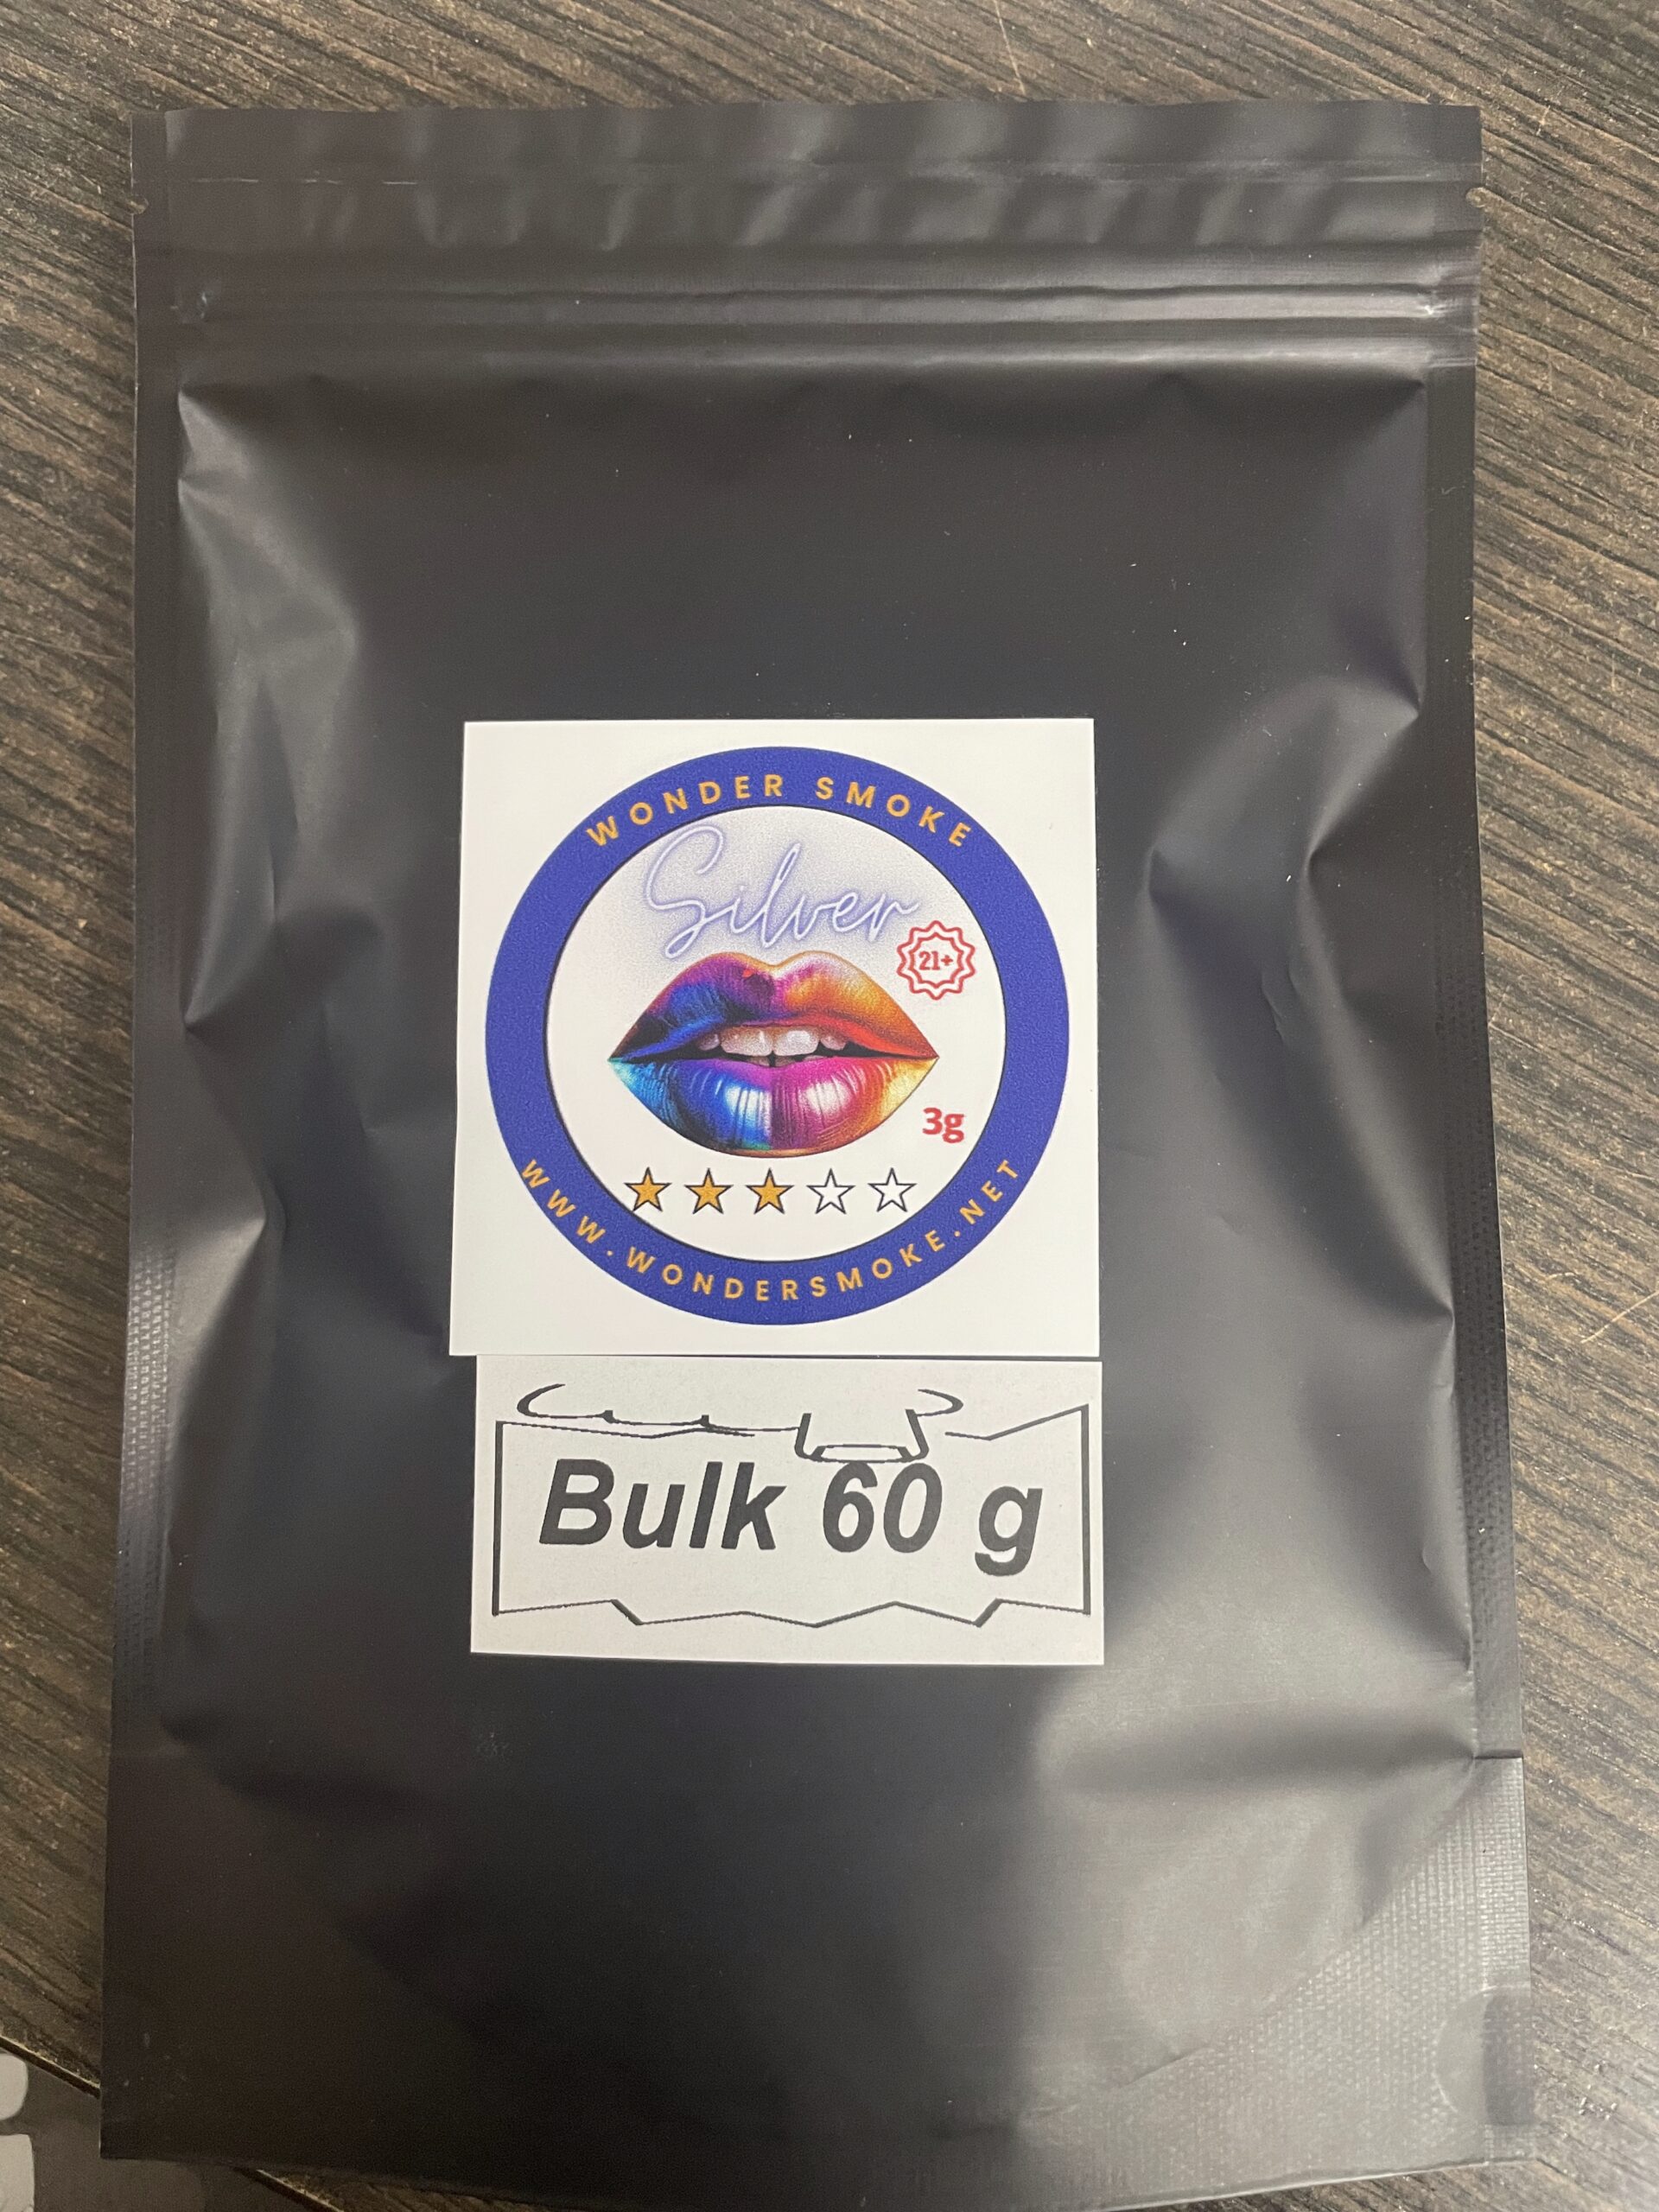 WONDER SMOKE
Silver
21+
3g
WWW.WONDERSMOKE.NET
Bulk 60 g